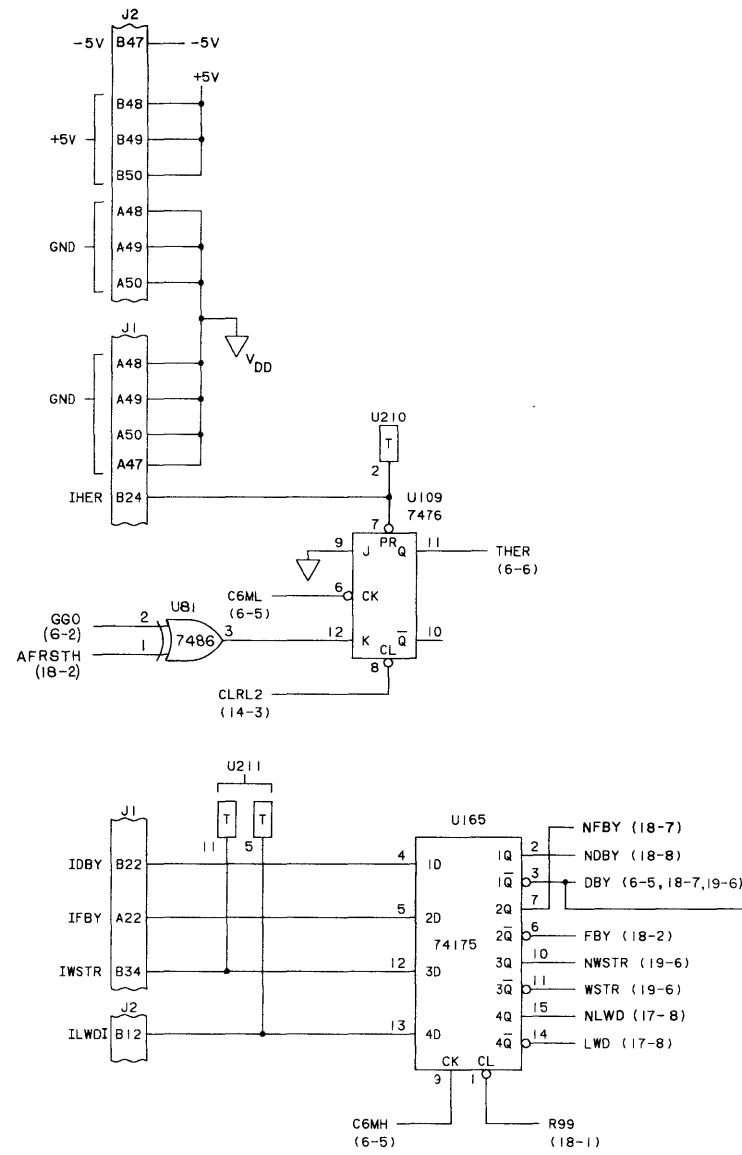 J2
-5V B47 -5V
+5V
B48
+5V B49
B50
A48
GND A49
A50
J1
VDD
A48
GND A49
A50
A47
U210
T
2
IHER B24
U109
7476
7
9 J PR Q 11 THER
(6-6)
C6ML 6 CK
(6-5)
U81
GGO 2
(6-2)
7486 3 12 K Q̅ 10
AFRSTH 1
(18-2)
CL
8
CLRL2
(14-3)
U211
T T
11 5
J1
U165
NFBY (18-7)
IDBY B22 4 1D 1Q 2 NDBY (18-8)
1Q̅ 3 DBY (6-5, 18-7, 19-6)
IFBY A22 5 2D 2Q 7
74175
2Q̅ 6 FBY (18-2)
IWSTR B34 12 3D 3Q 10 NWSTR (19-6)
3Q̅ 11 WSTR (19-6)
J2
ILWDI B12 13 4D 4Q 15 NLWD (17-8)
4Q̅ 14 LWD (17-8)
CK CL
9 1
C6MH R99
(6-5) (18-1)